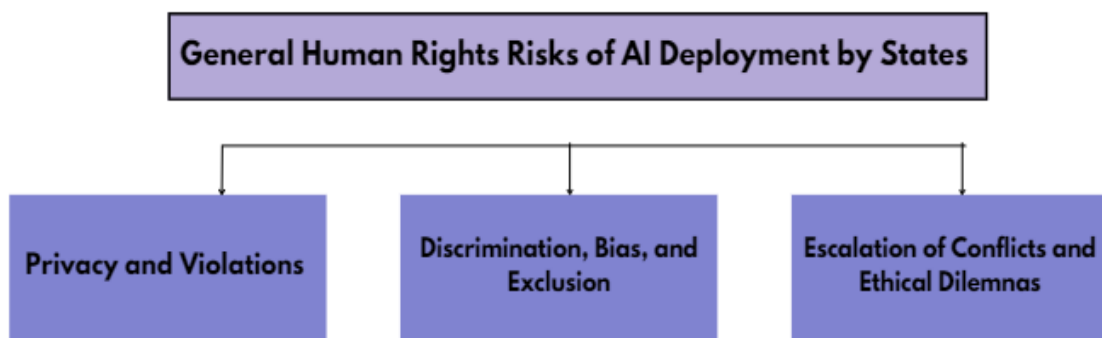 General Human Rights Risks of AI Deployment by States
Privacy and Violations
Discrimination, Bias, and
Exclusion
Escalation of Conflicts and
Ethical Dilemnas